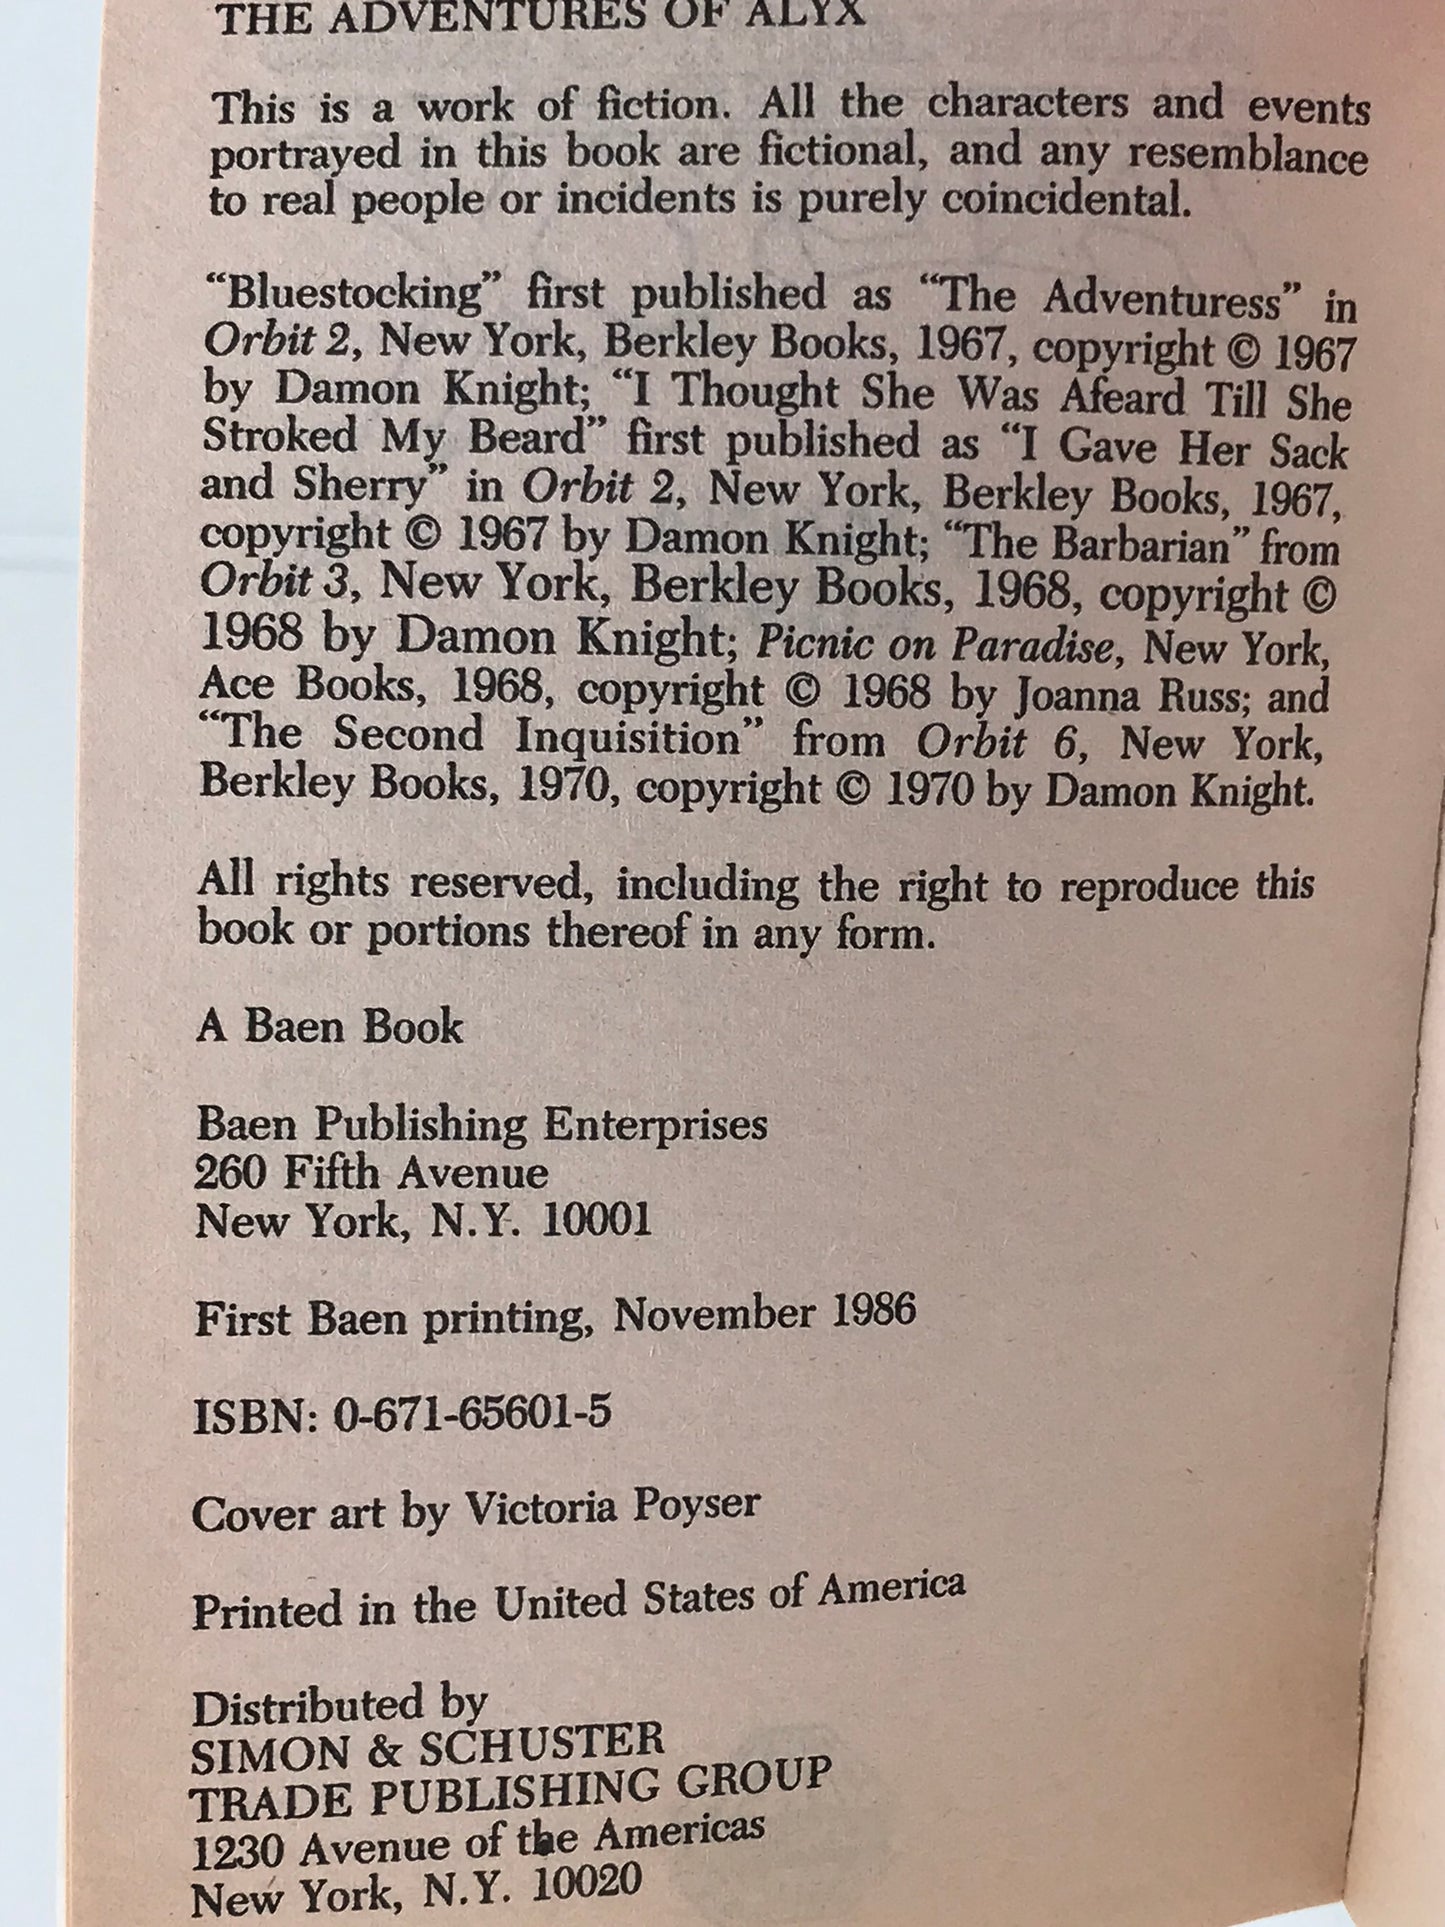 THE ADVENTURES OF ALYX
This is a work of fiction. All the characters and events
portrayed in this book are fictional, and any resemblance
to real people or incidents is purely coincidental.
“Bluestocking” first published as “The Adventuress” in
Orbit 2, New York, Berkley Books, 1967, copyright © 1967
by Damon Knight; “I Thought She Was Afeard Till She
Stroked My Beard” first published as “I Gave Her Sack
and Sherry” in Orbit 2, New York, Berkley Books, 1967,
copyright © 1967 by Damon Knight; “The Barbarian” from
Orbit 3, New York, Berkley Books, 1968, copyright ©
1968 by Damon Knight; Picnic on Paradise, New York,
Ace Books, 1968, copyright © 1968 by Joanna Russ; and
“The Second Inquisition” from Orbit 6, New York,
Berkley Books, 1970, copyright © 1970 by Damon Knight.
All rights reserved, including the right to reproduce this
book or portions thereof in any form.
A Baen Book
Baen Publishing Enterprises
260 Fifth Avenue
New York, N.Y. 10001
First Baen printing, November 1986
ISBN: 0-671-65601-5
Cover art by Victoria Poyser
Printed in the United States of America
Distributed by
SIMON & SCHUSTER
TRADE PUBLISHING GROUP
1230 Avenue of the Americas
New York, N.Y. 10020